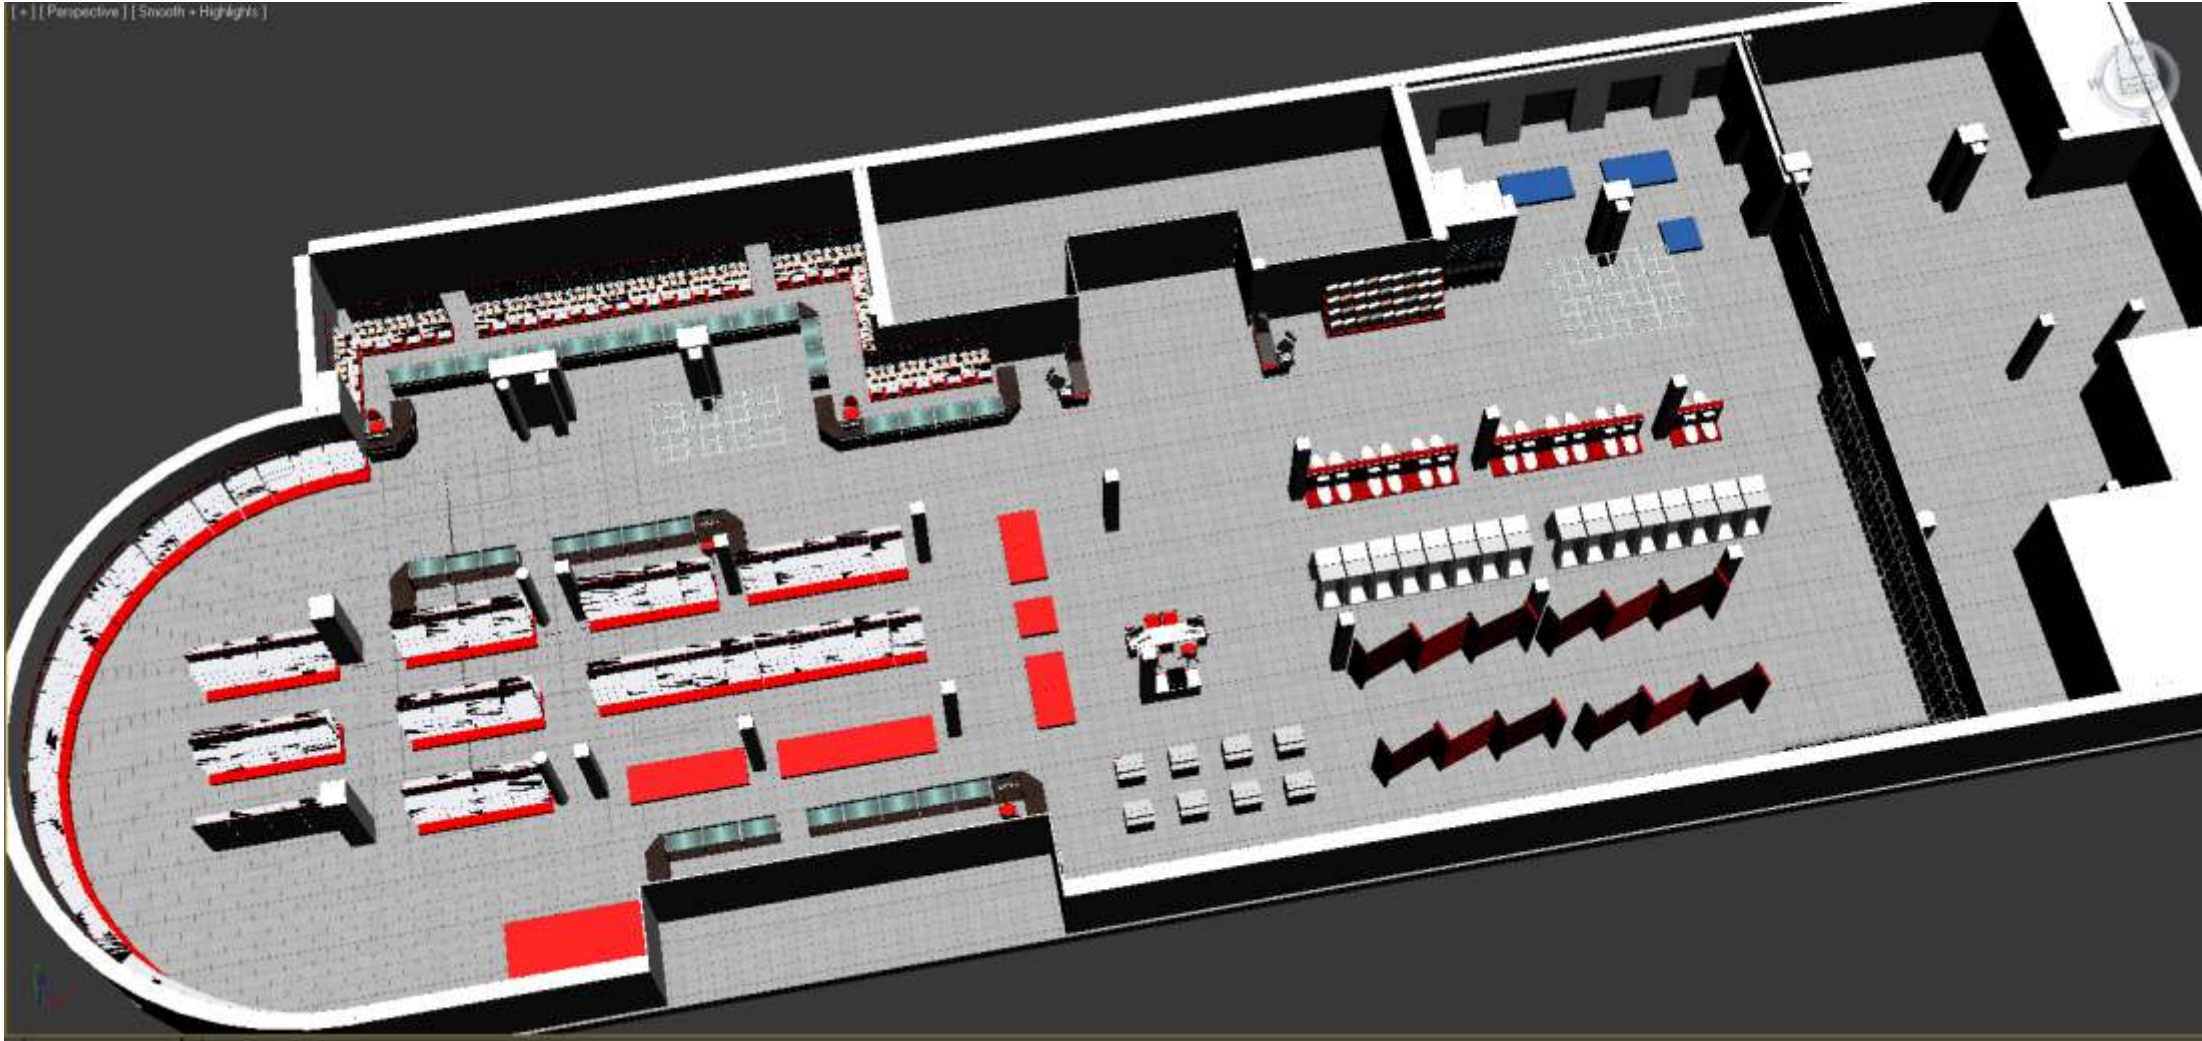 [ + ] [ Perspective ] [ Smooth + Highlights ]